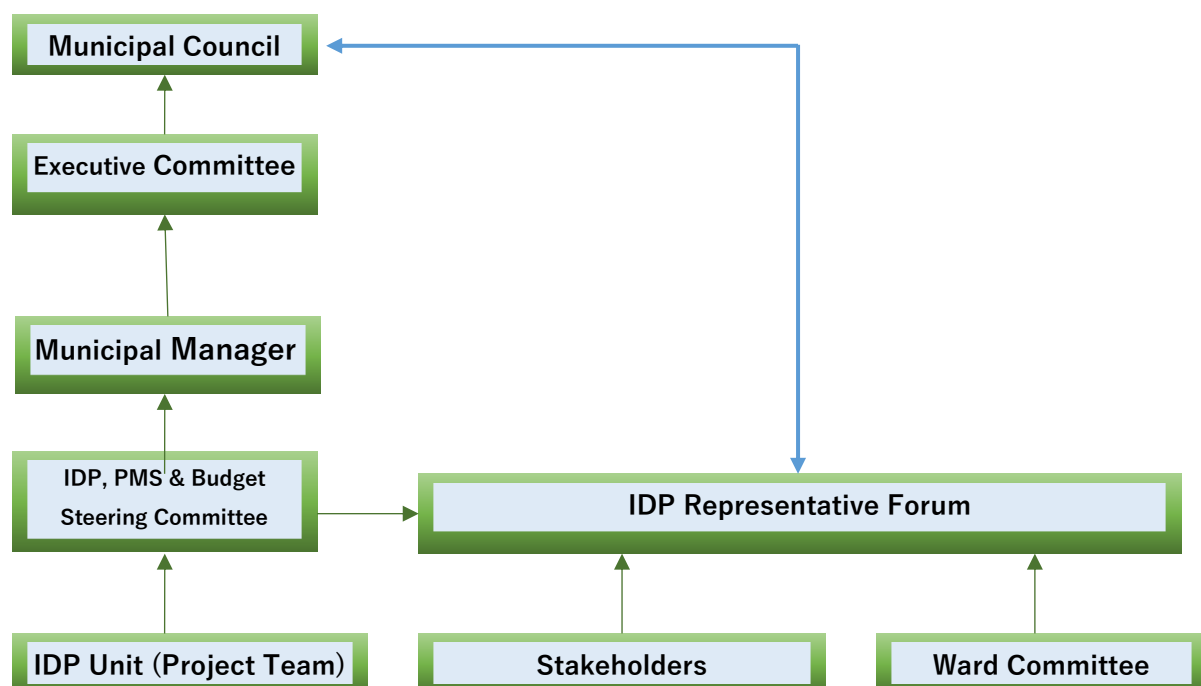 Municipal Council
Executive Committee
Municipal Manager
IDP, PMS & Budget
Steering Committee
IDP Representative Forum
IDP Unit (Project Team)
Stakeholders
Ward Committee